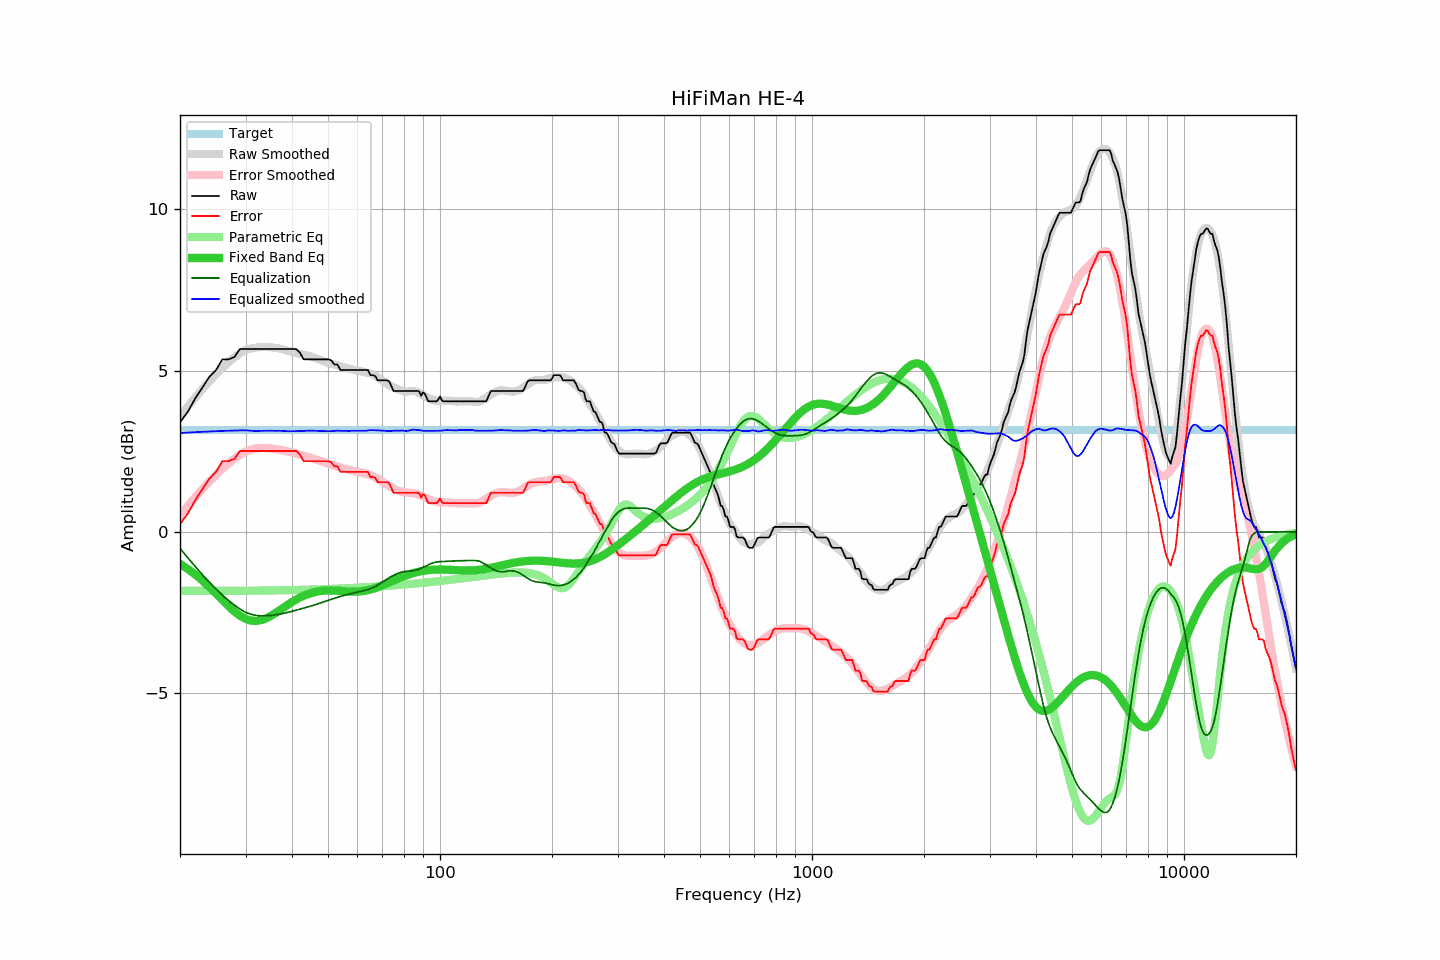 HiFiMan HE-4
Target
Raw Smoothed
Error Smoothed
Raw
Error
Parametric Eq
Fixed Band Eq
Equalization
Equalized smoothed
10
5
0
−5
Amplitude (dBr)
100
1000
10000
Frequency (Hz)